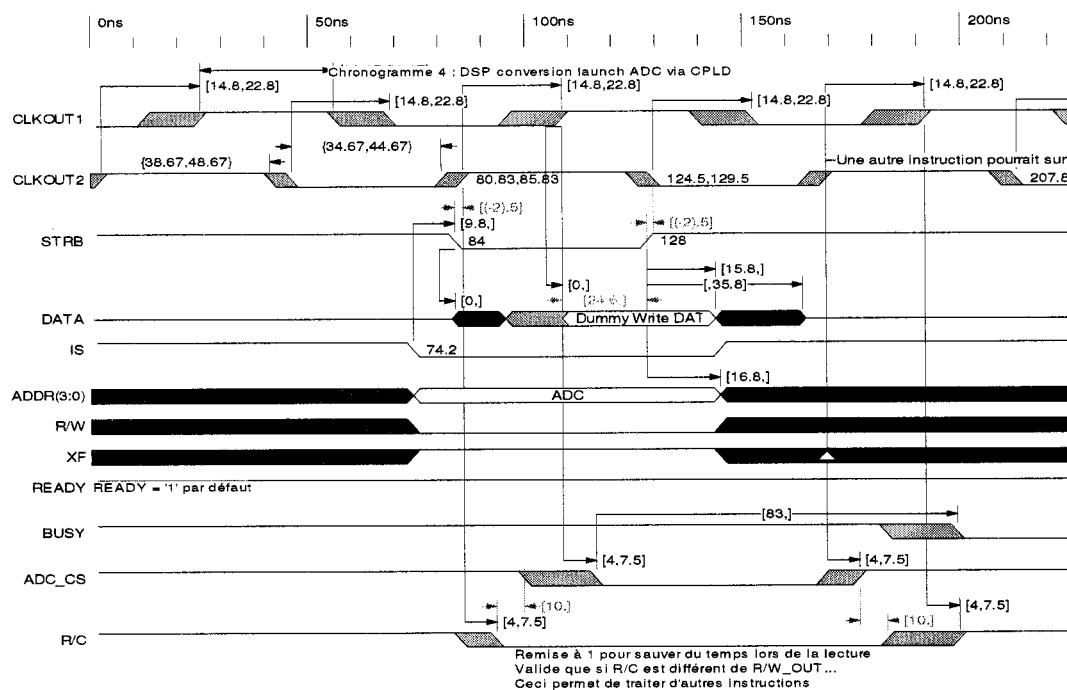 0ns 50ns 100ns 150ns 200ns
Chronogramme 4 : DSP conversion launch ADC via CPLD
[14.8,22.8] [14.8,22.8] [14.8,22.8]
[14.8,22.8] [14.8,22.8]
CLKOUT1
{38.67,48.67} {34.67,44.67} Une autre instruction pourrait sur
CLKOUT2 80.83,85.83 124.5,129.5 207.8
[(-2),5] [(-2),5]
[9.8,]
STRB 84 128
[15.8,]
[,35.8]
[0,] [0,] [24.6,]
DATA Dummy Write DAT
IS 74.2
[16.8,]
ADDR(3:0) ADC
R/W
XF
READY READY = '1' par défaut
[83,]
BUSY
[4,7.5] [4,7.5]
ADC_CS
[10,] [4,7.5]
[4,7.5] [10,]
R/C
Remise à 1 pour sauver du temps lors de la lecture
Valide que si R/C est différent de R/W_OUT...
Ceci permet de traiter d'autres instructions